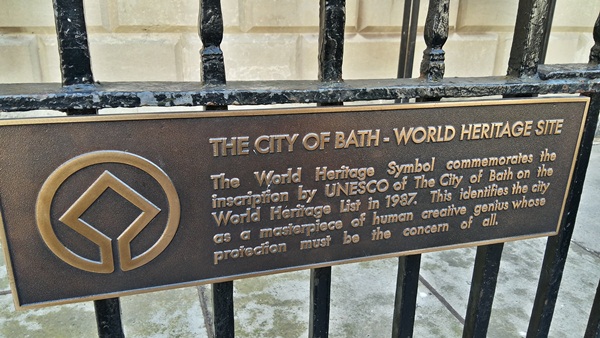 THE CITY OF BATH - WORLD HERITAGE SITE
The World Heritage Symbol commemorates the
inscription by UNESCO of The City of Bath on the
World Heritage List in 1987. This identifies the city
as a masterpiece of human creative genius whose
protection must be the concern of all.